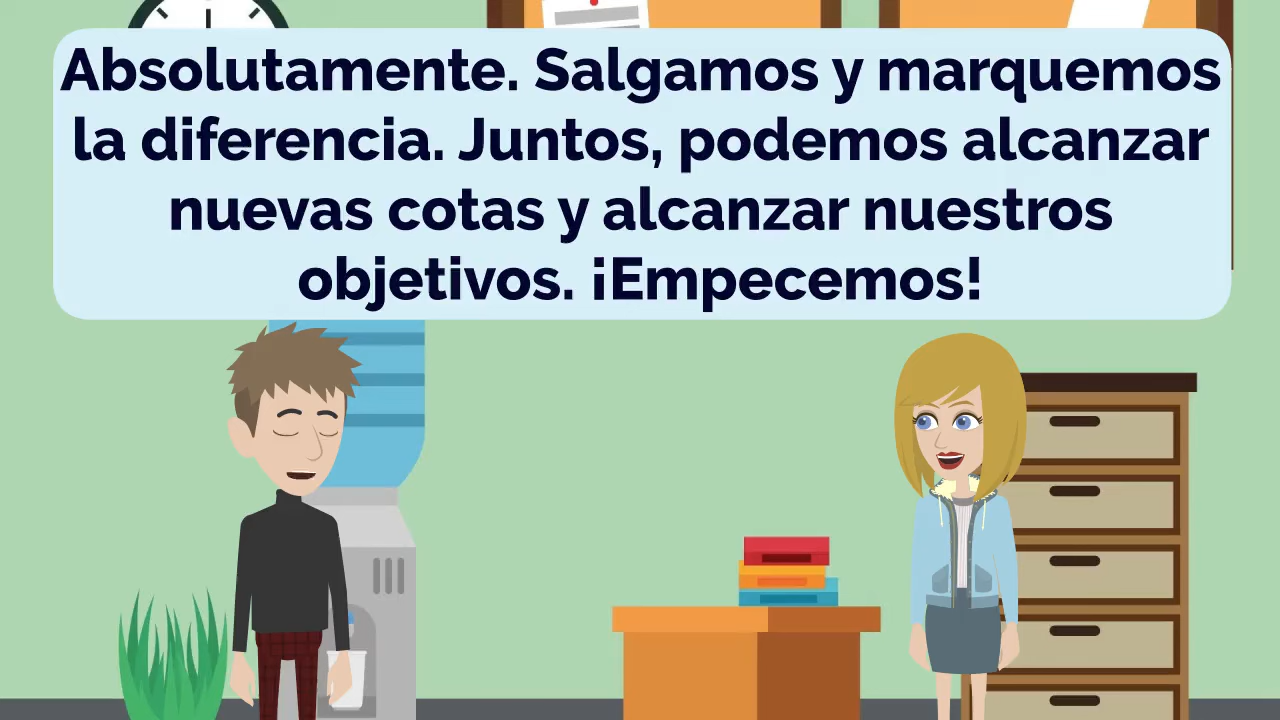 Absolutamente. Salgamos y marquemos
la diferencia. Juntos, podemos alcanzar
nuevas cotas y alcanzar nuestros
objetivos. ¡Empecemos!